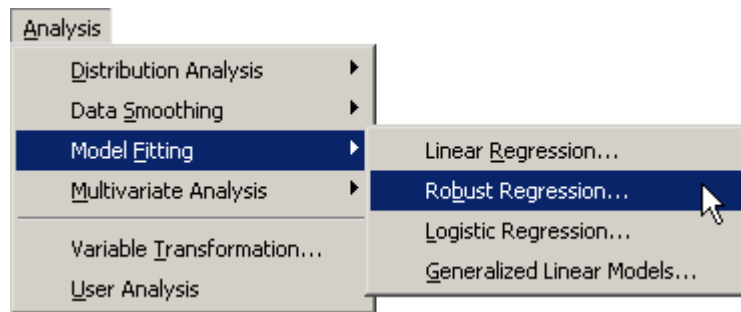 Analysis
Distribution Analysis
Data Smoothing
Model Fitting
Multivariate Analysis
Variable Transformation...
User Analysis
Linear Regression...
Robust Regression...
Logistic Regression...
Generalized Linear Models...